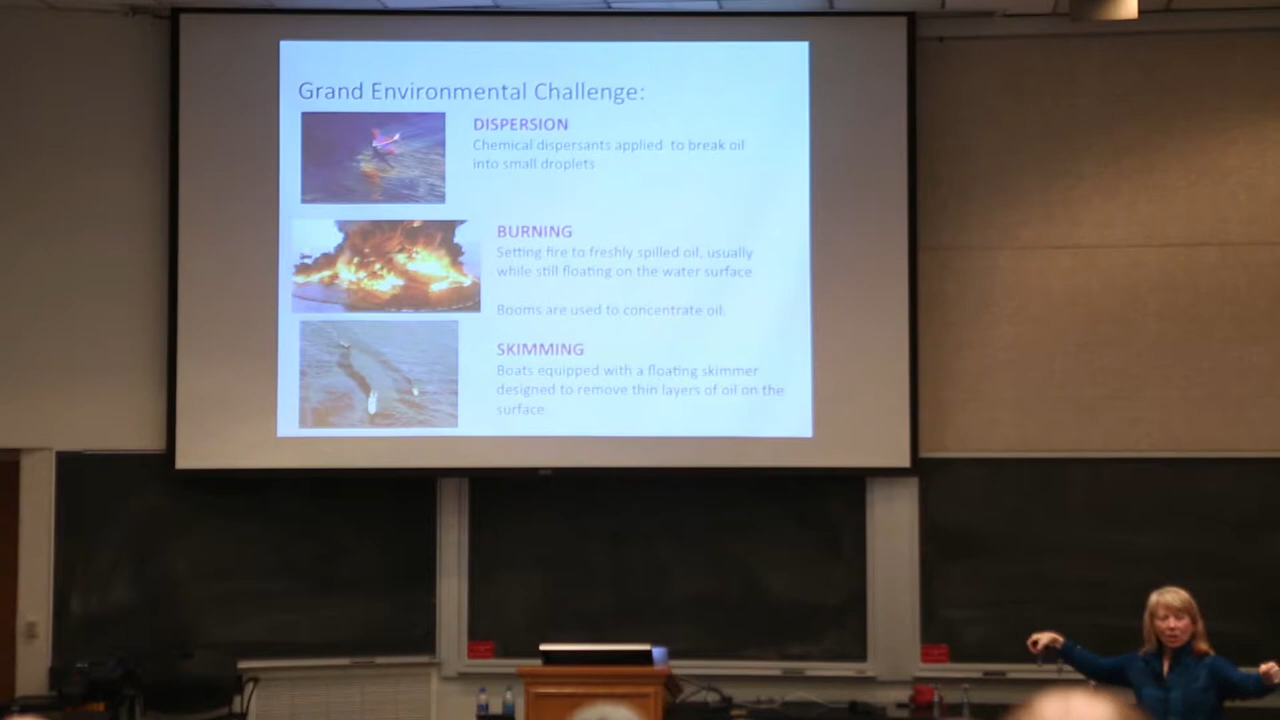 Grand Environmental Challenge:
DISPERSION
Chemical dispersants applied to break oil
into small droplets
BURNING
Setting fire to freshly spilled oil, usually
while still floating on the water surface
Booms are used to concentrate oil.
SKIMMING
Boats equipped with a floating skimmer
designed to remove thin layers of oil on the
surface